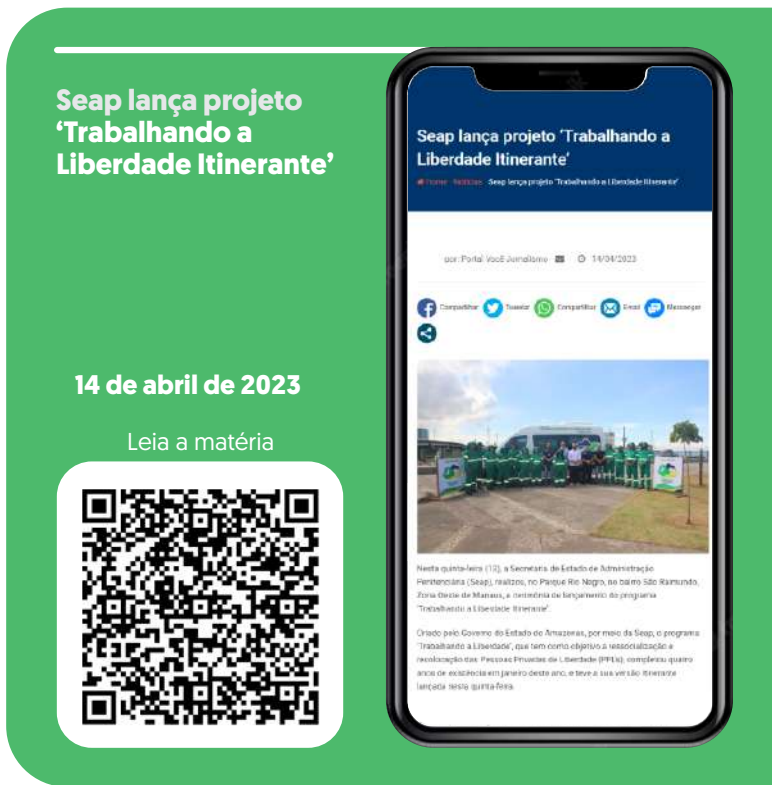 Seap lança projeto
‘Trabalhando a
Liberdade Itinerante’
14 de abril de 2023
Leia a matéria
Seap lança projeto ‘Trabalhando a
Liberdade Itinerante’
Home Notícias Seap lança projeto ‘Trabalhando a Liberdade Itinerante’
por: Portal Você Jornalismo 14/04/2023
Compartilhar Tweetar Compartilhar Email Messenger
Nesta quinta-feira (13), a Secretaria de Estado de Administração
Penitenciária (Seap), realizou, no Parque Rio Negro, no bairro São Raimundo,
Zona Oeste de Manaus, a cerimônia de lançamento do programa
‘Trabalhando a Liberdade Itinerante’.
Criado pelo Governo do Estado do Amazonas, por meio da Seap, o programa
‘Trabalhando a Liberdade’, que tem como objetivo a ressocialização e
recolocação das Pessoas Privadas de Liberdade (PPLs), completou quatro
anos de existência em janeiro deste ano, e teve a sua versão itinerante
lançada nesta quinta-feira.